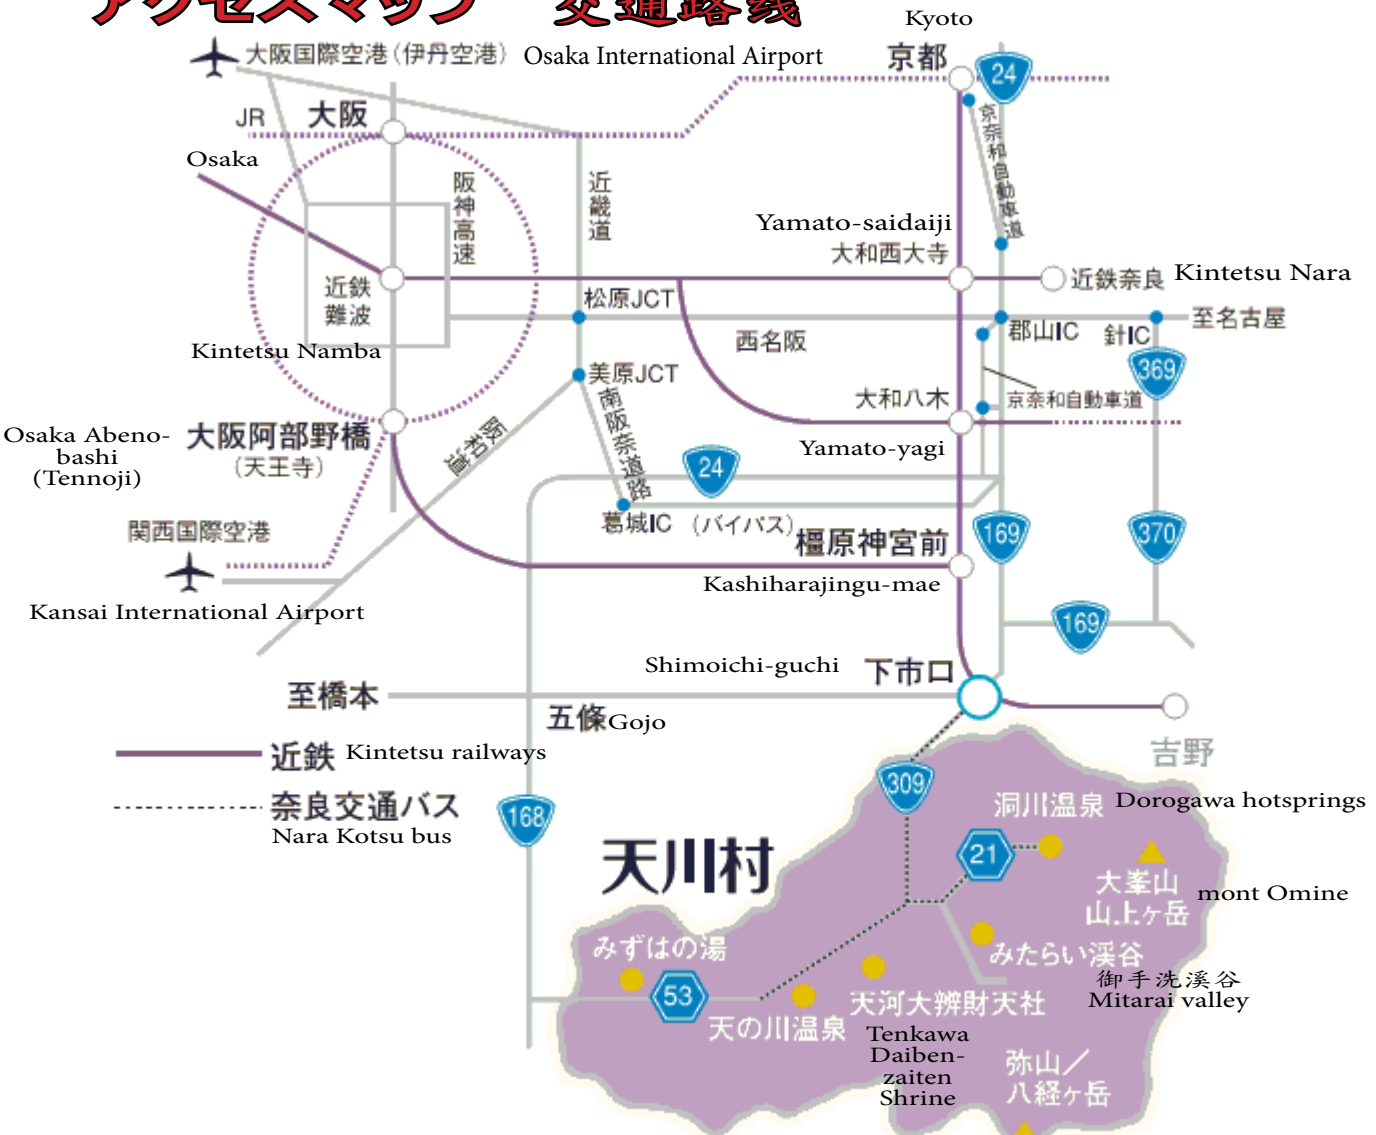 アクセスマップ 交通路线
Kyoto
大阪国際空港(伊丹空港) Osaka International Airport
京都
24
JR
大阪
Osaka
阪神高速
近畿道
京奈和自動車道
Yamato-saidaiji
大和西大寺
近鉄奈良 Kintetsu Nara
近鉄
難波
Kintetsu Namba
松原JCT
西名阪
郡山IC
針IC
至名古屋
369
美原JCT
南阪奈道路
大和八木
京奈和自動車道
Yamato-yagi
Osaka Abeno-
bashi
(Tennoji)
大阪阿部野橋
(天王寺)
阪和道
24
関西国際空港
Kansai International Airport
葛城IC (バイパス)
橿原神宮前
Kashiharajingu-mae
169
370
169
Shimoichi-guchi 下市口
至橋本
五條Gojo
吉野
近鉄 Kintetsu railways
奈良交通バス
Nara Kotsu bus
168
309
天川村
洞川温泉 Dorogawa hotsprings
21
大峯山
山上ヶ岳
mont Omine
みずはの湯
53
みたらい渓谷
御手洗溪谷
Mitarai valley
天の川温泉
天河大辨財天社
Tenkawa
Daiben-
zaiten
Shrine
弥山/
八経ヶ岳